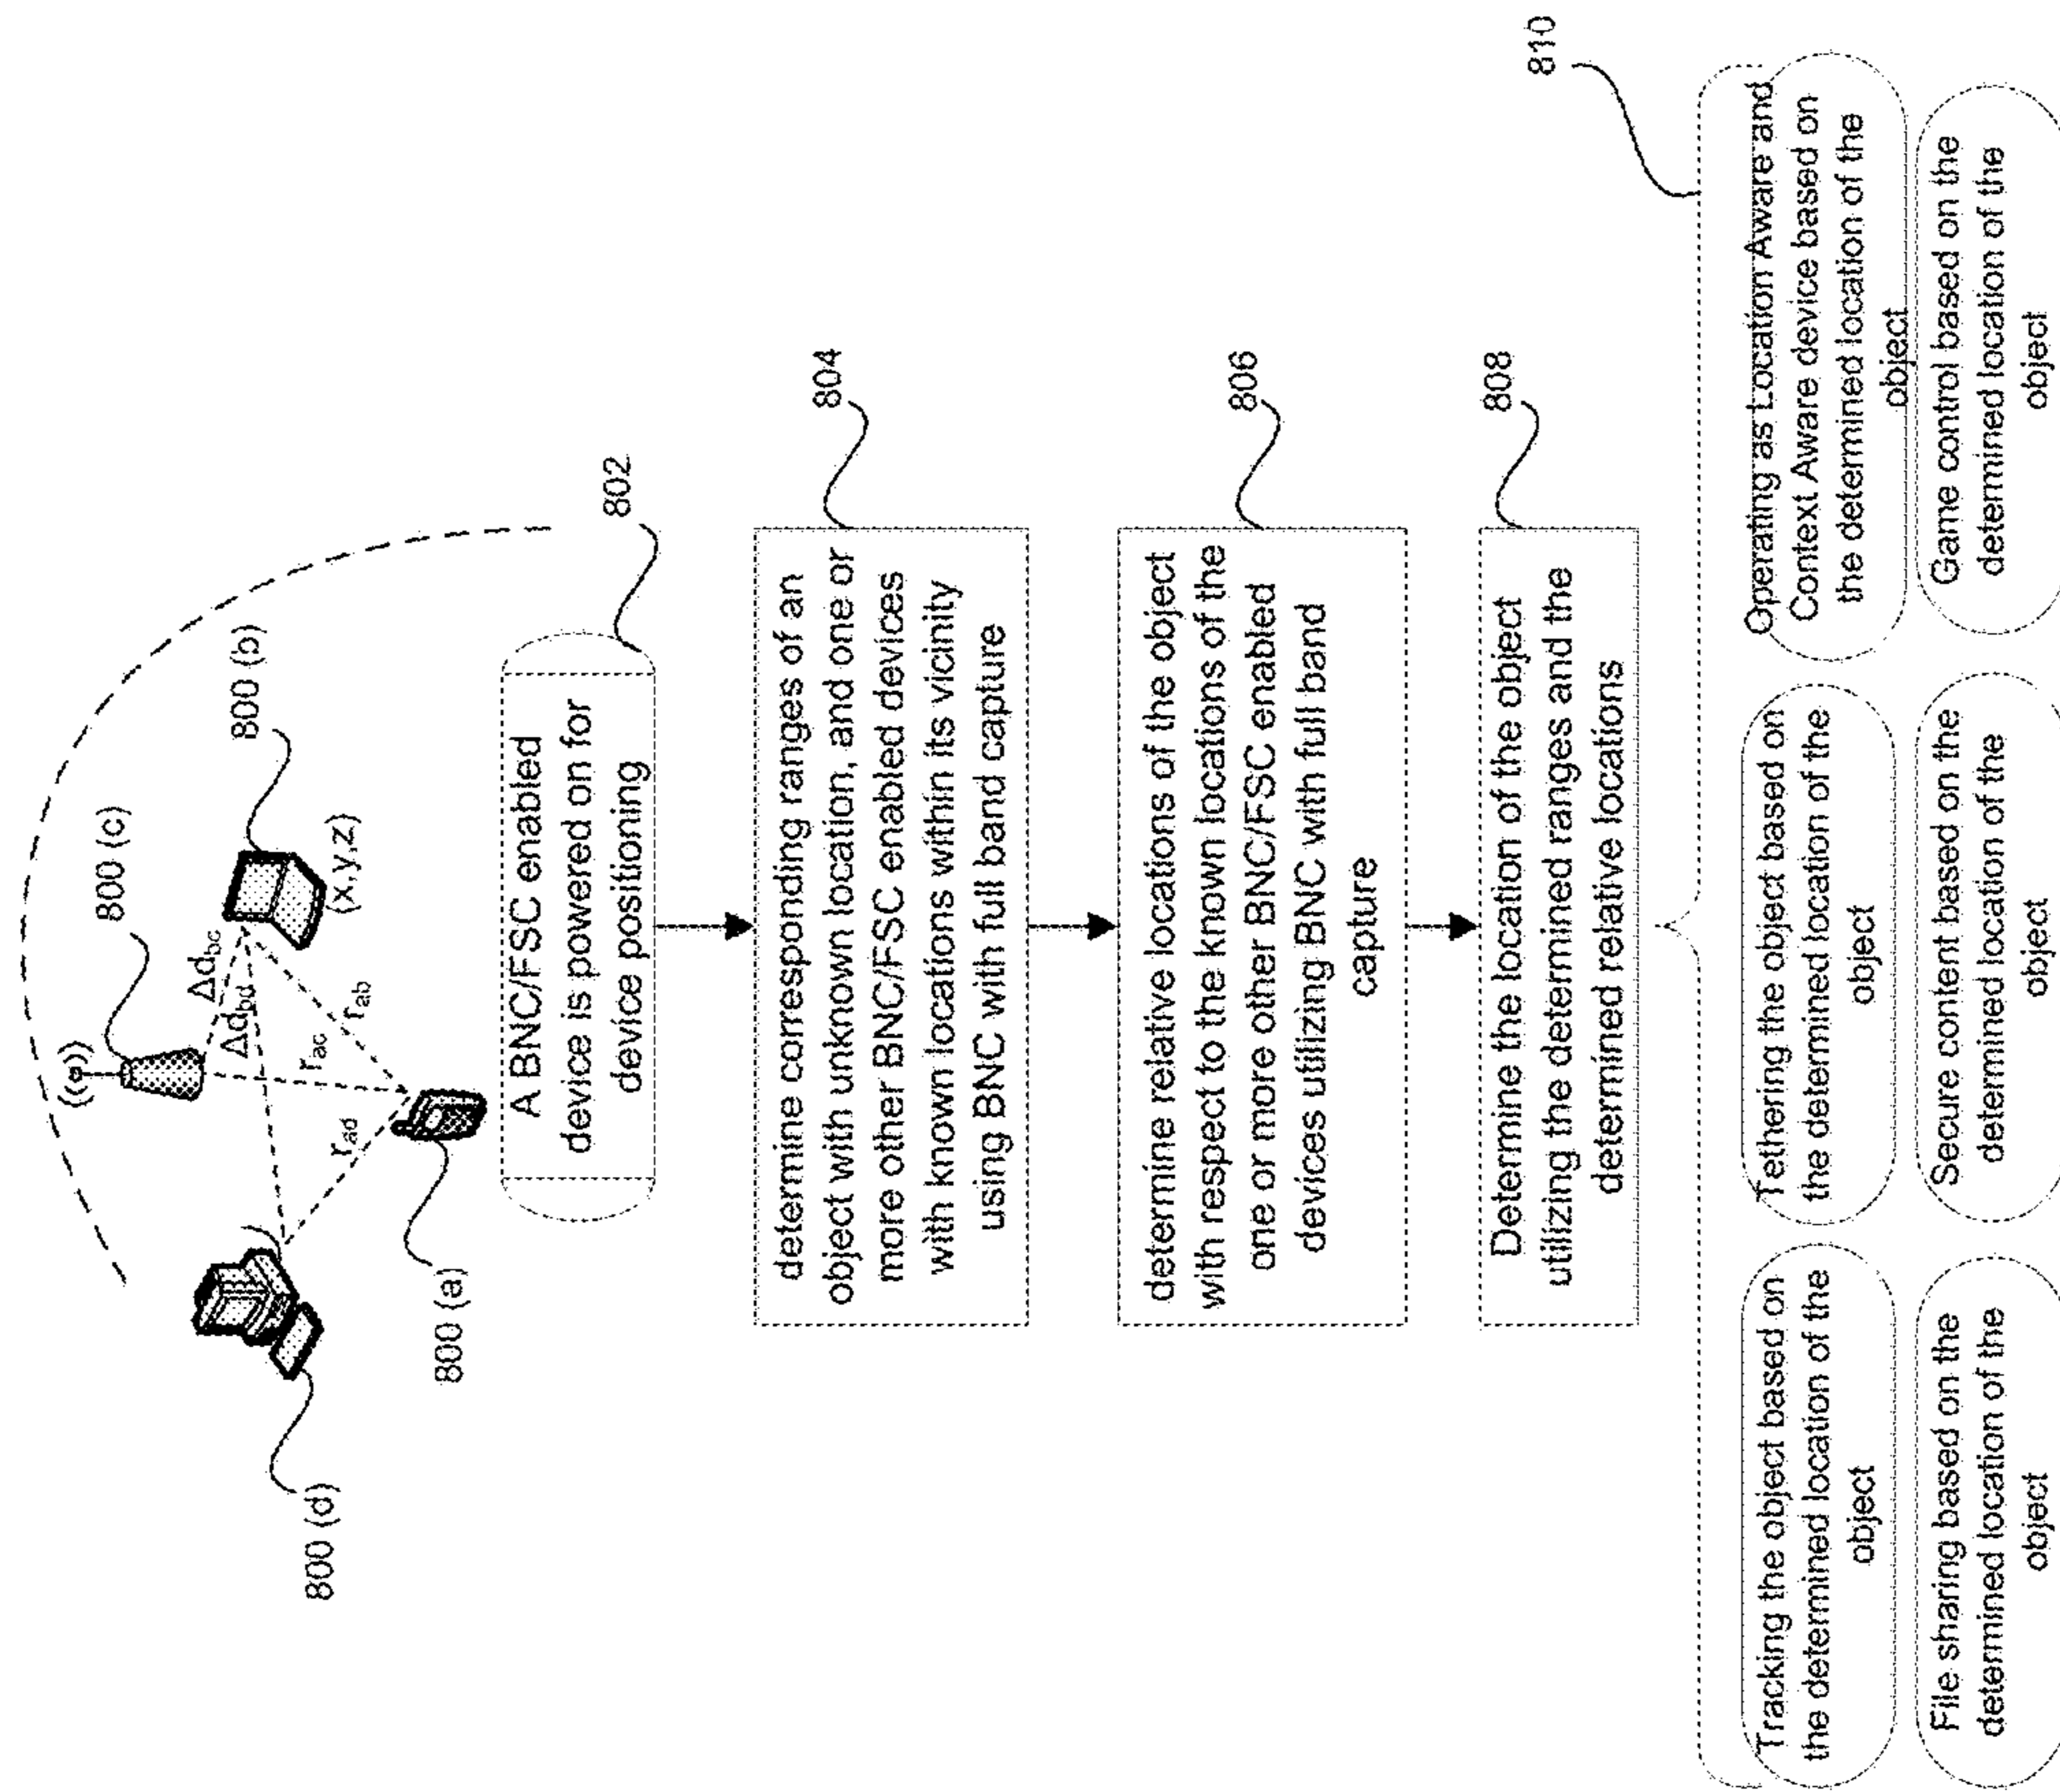 800 (c)
800 (b)
Δd_bc
Δd_bd
(x,y,z)
r_ac
r_ab
r_ad
800 (d)
800 (a)
802
A BNC/FSC enabled
device is powered on for
device positioning
804
determine corresponding ranges of an
object with unknown location, and one or
more other BNC/FSC enabled devices
with known locations within its vicinity
using BNC with full band capture
806
determine relative locations of the object
with respect to the known locations of the
one or more other BNC/FSC enabled
devices utilizing BNC with full band
capture
808
Determine the location of the object
utilizing the determined ranges and the
determined relative locations
810
Tracking the object based on
the determined location of the
object
Tethering the object based on
the determined location of the
object
Operating as Location Aware and
Context Aware device based on
the determined location of the
object
File sharing based on the
determined location of the
object
Secure content based on the
determined location of the
object
Game control based on the
determined location of the
object